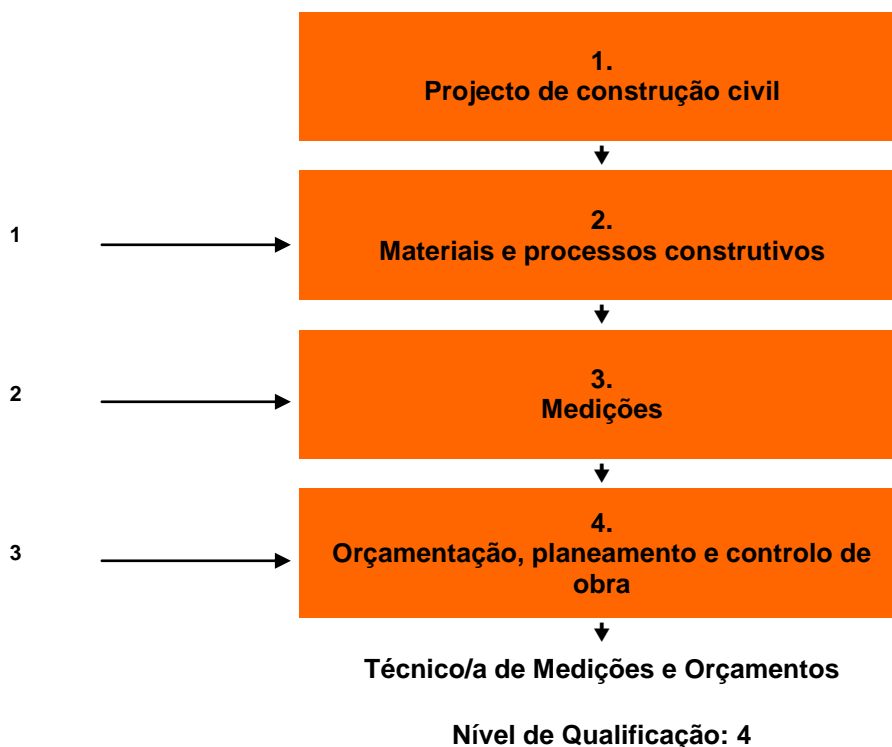 1.
Projecto de construção civil
1
2.
Materiais e processos construtivos
2
3.
Medições
3
4.
Orçamentação, planeamento e controlo de
obra
Técnico/a de Medições e Orçamentos
Nível de Qualificação: 4